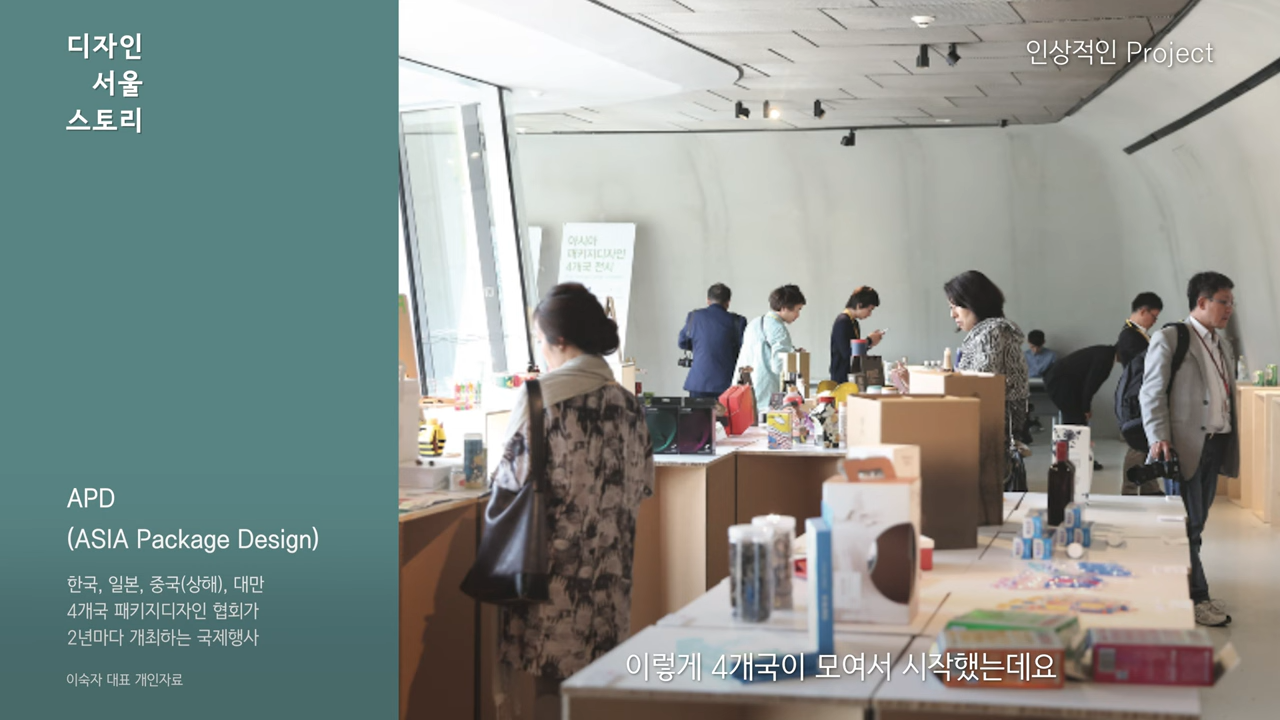 디자인
서울
스토리
인상적인 Project
아시아
패키지디자인
4개국 전시
APD
(ASIA Package Design)
한국, 일본, 중국(상해), 대만
4개국 패키지디자인 협회가
2년마다 개최하는 국제행사
이숙자 대표 개인자료
이렇게 4개국이 모여서 시작했는데요